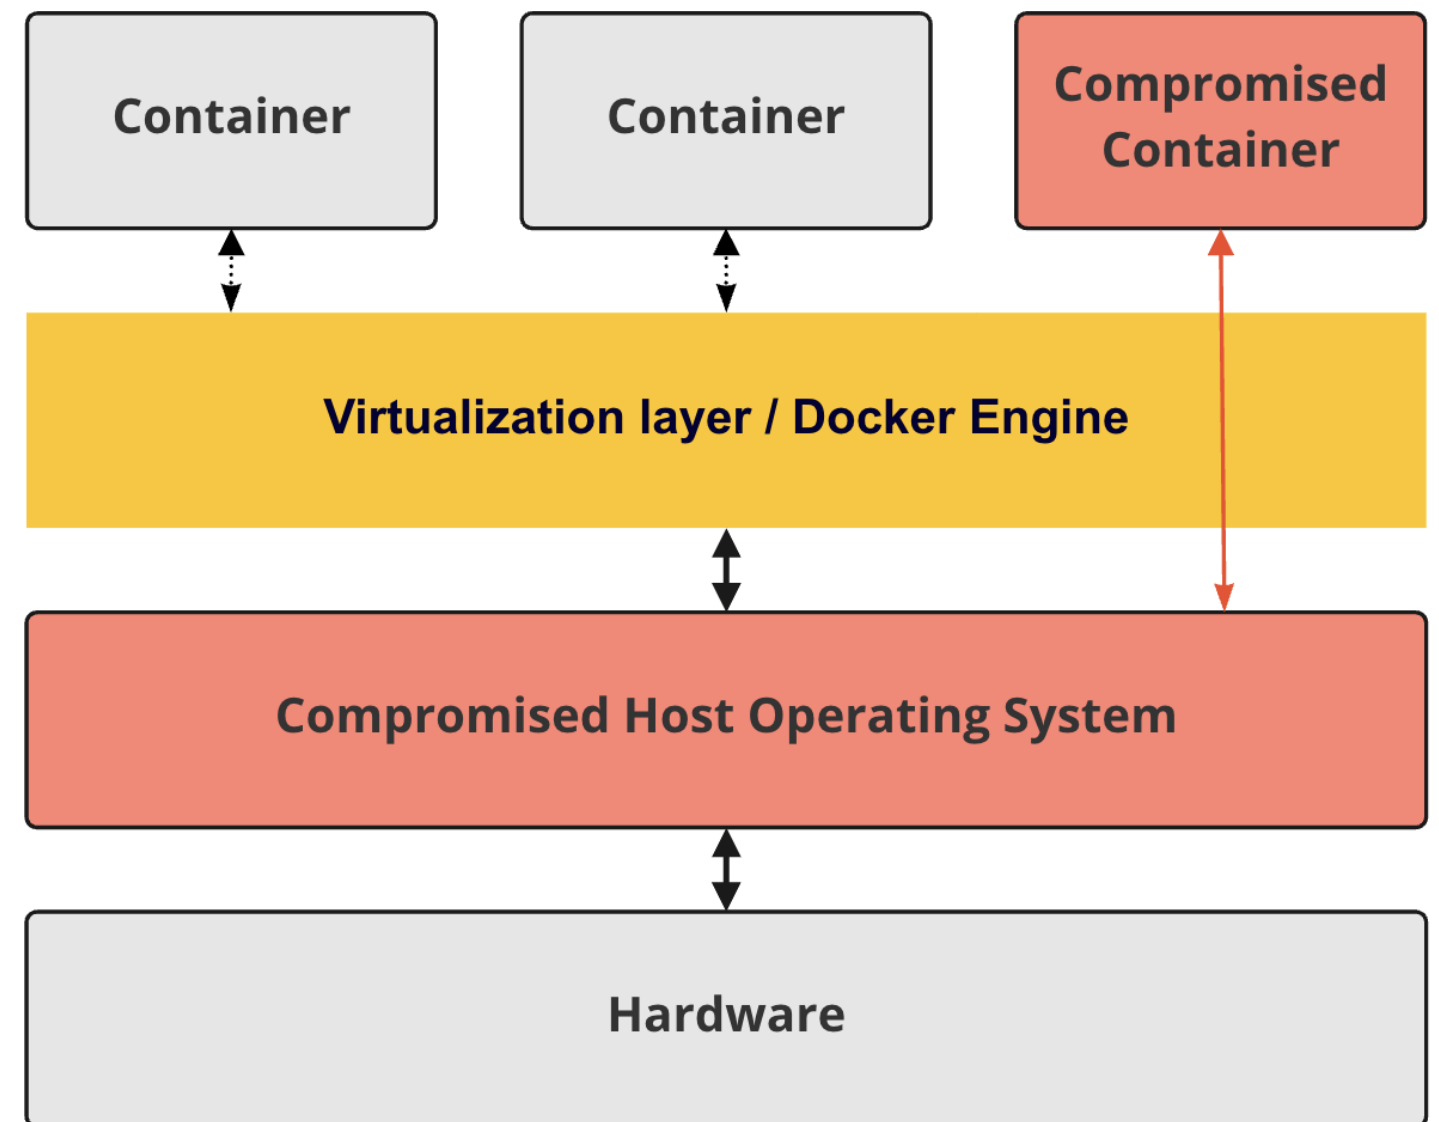 Container
Container
Compromised
Container
Virtualization layer / Docker Engine
Compromised Host Operating System
Hardware